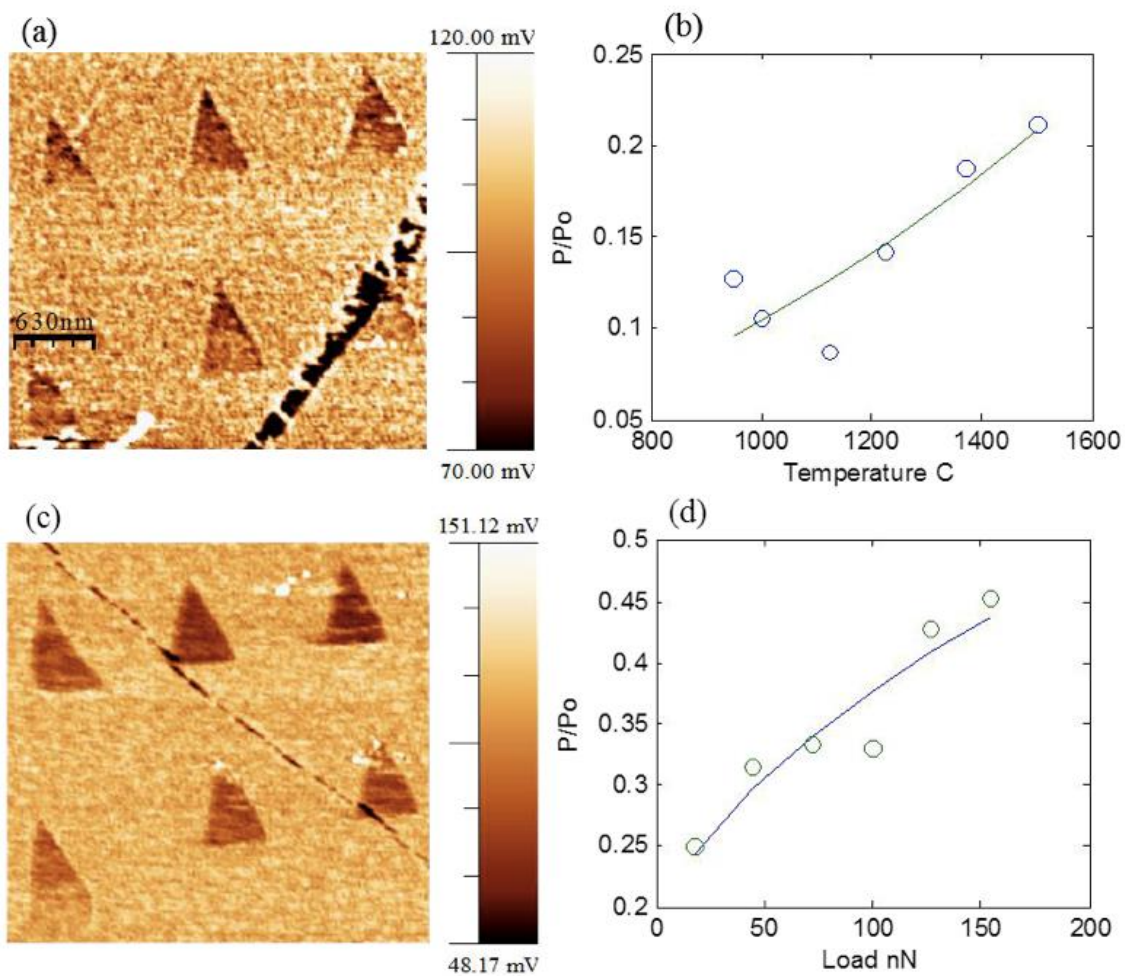 (a)
120.00 mV
630nm
70.00 mV
(b)
0.25
0.2
0.15
0.1
0.05
P/Po
800 1000 1200 1400 1600
Temperature C
(c)
151.12 mV
48.17 mV
(d)
0.5
0.45
0.4
0.35
0.3
0.25
0.2
P/Po
0 50 100 150 200
Load nN